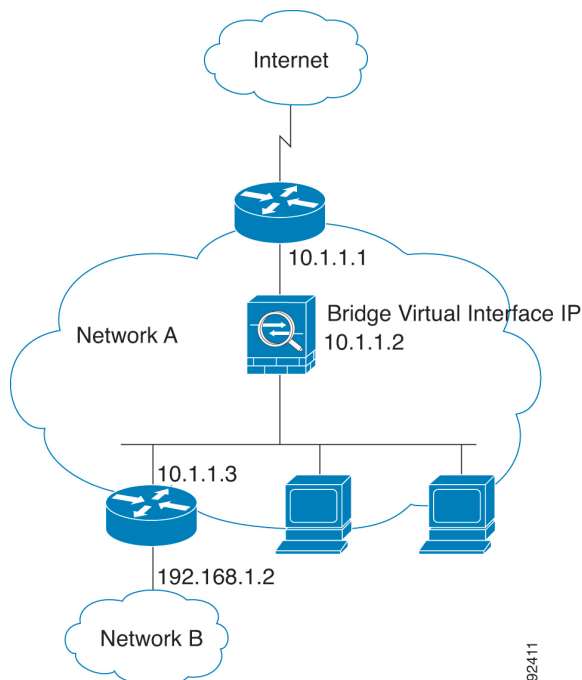 Internet
10.1.1.1
Bridge Virtual Interface IP
10.1.1.2
Network A
10.1.1.3
192.168.1.2
Network B
92411